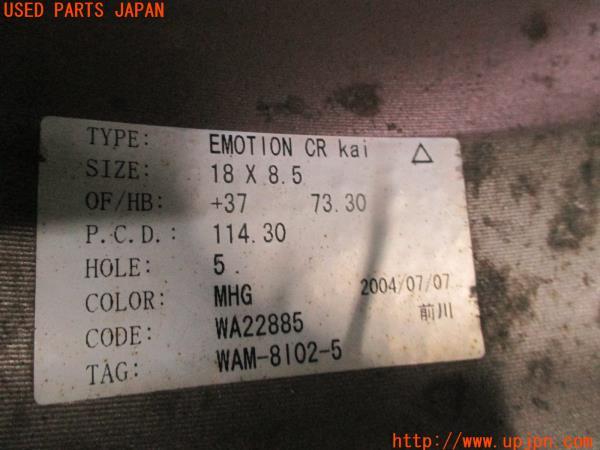 USED PARTS JAPAN
TYPE: EMOTION CR kai △
SIZE: 18 X 8.5
OF/HB: +37 73.30
P.C.D.: 114.30
HOLE: 5
COLOR: MHG 2004/07/07
CODE: WA22885 前川
TAG: WAM-8I02-5
http://www.upjpn.com